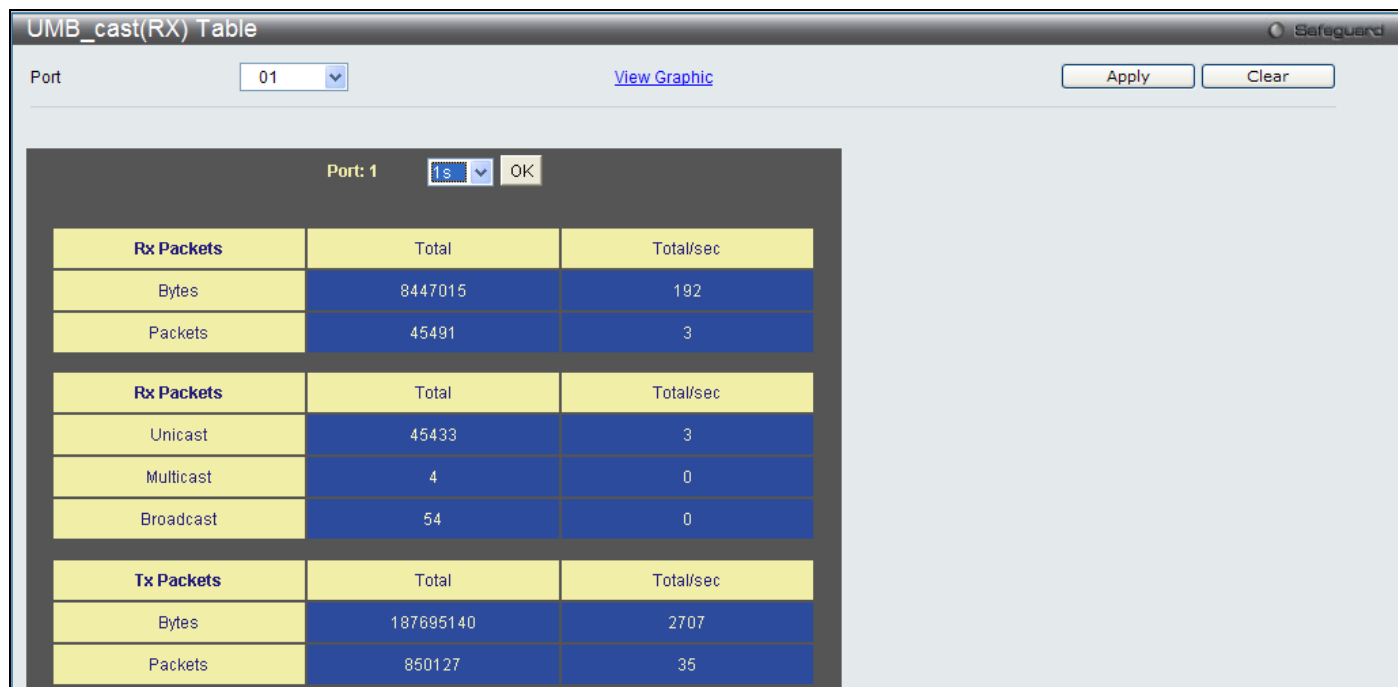 UMB_cast(RX) Table Safeguard
Port 01 View Graphic Apply Clear
Port: 1 1s OK
Rx Packets Total Total/sec
Bytes 8447015 192
Packets 45491 3
Rx Packets Total Total/sec
Unicast 45433 3
Multicast 4 0
Broadcast 54 0
Tx Packets Total Total/sec
Bytes 187695140 2707
Packets 850127 35